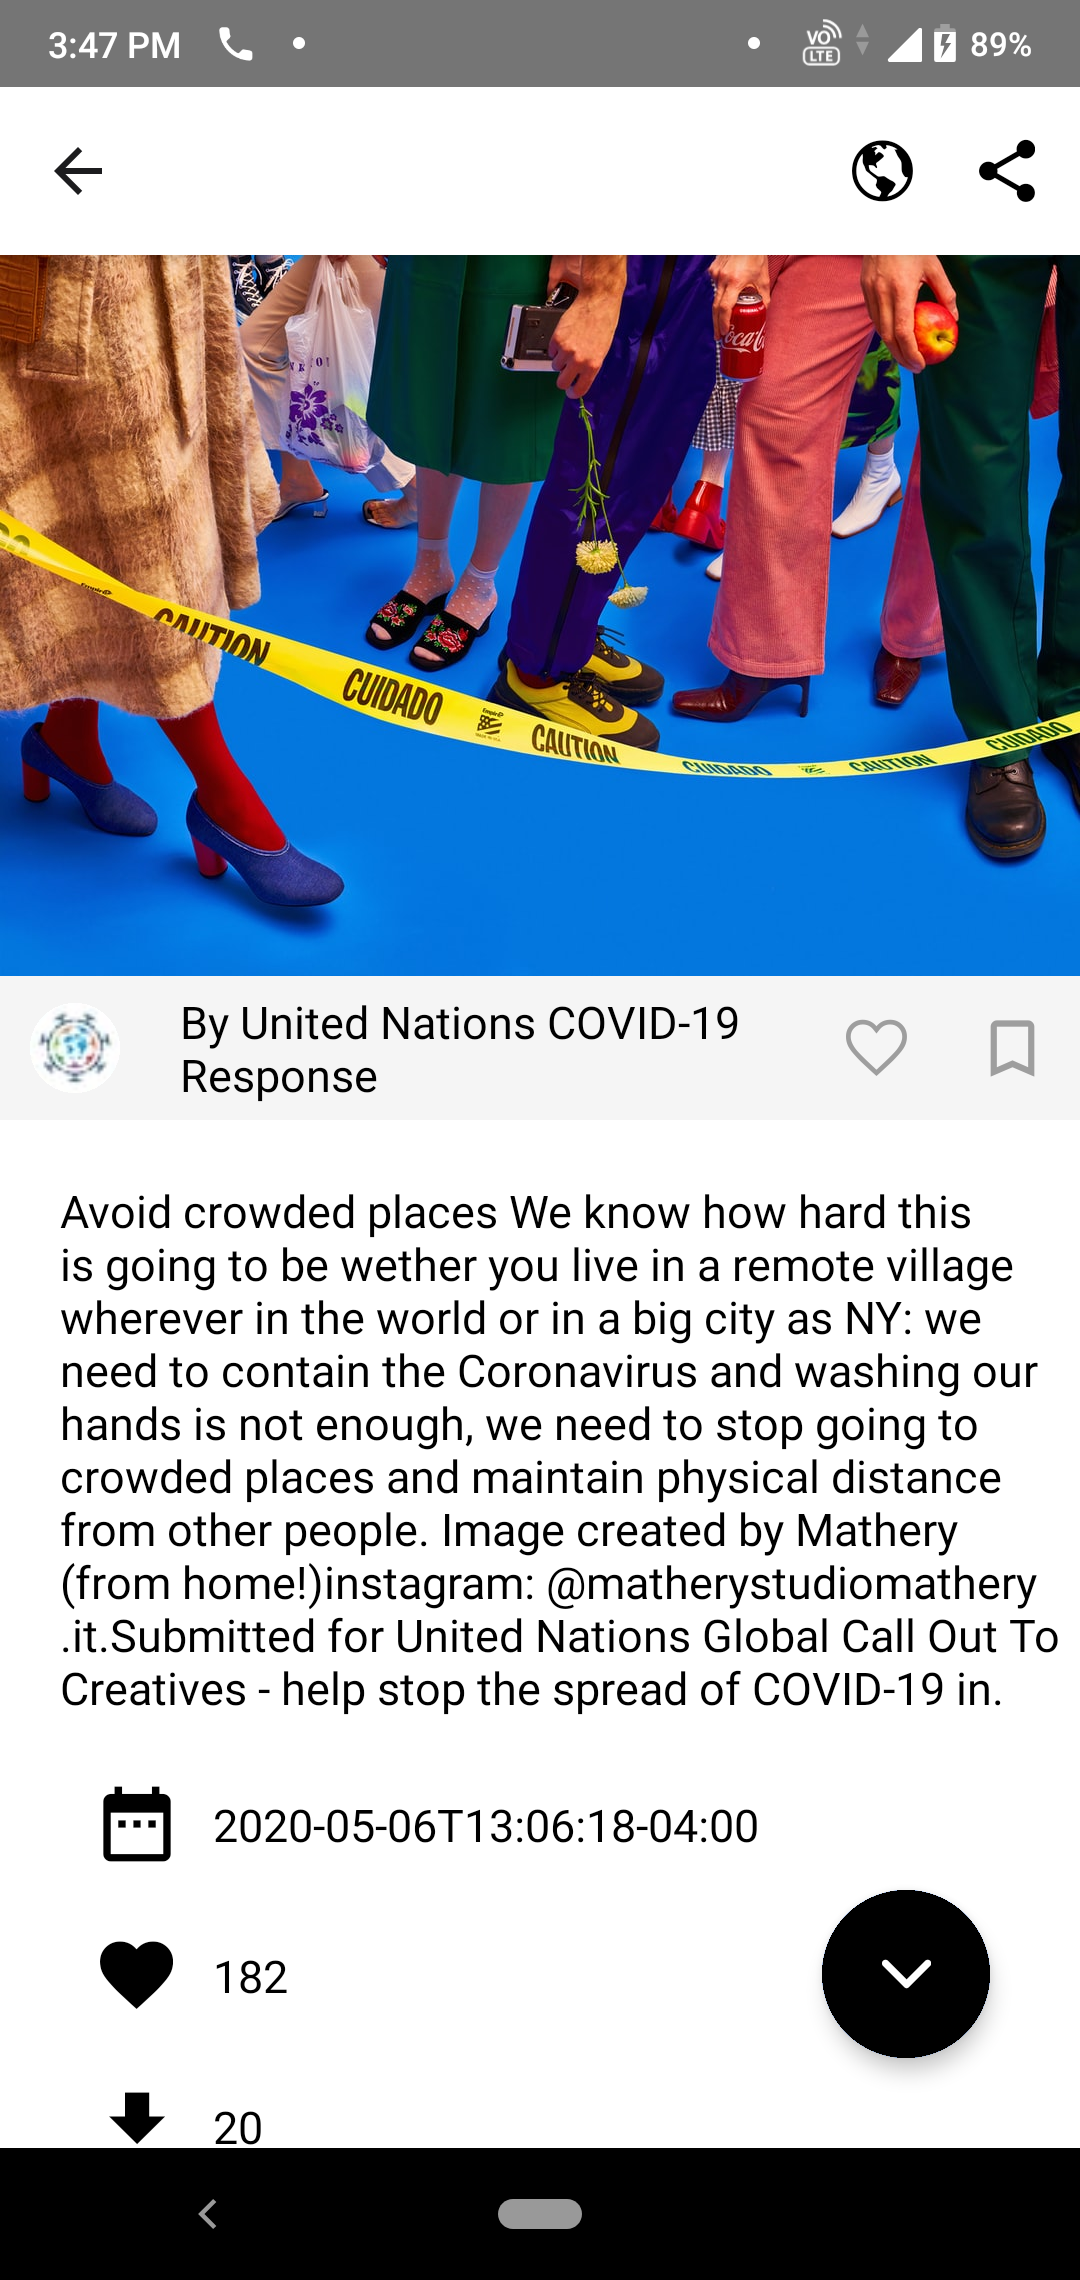 3:47 PM
VO
LTE
89%
Coca-C
CAUTION
CUIDADO
CAUTION
CUIDADO
CAUTION
CUIDADO
By United Nations COVID-19
Response
Avoid crowded places We know how hard this
is going to be wether you live in a remote village
wherever in the world or in a big city as NY: we
need to contain the Coronavirus and washing our
hands is not enough, we need to stop going to
crowded places and maintain physical distance
from other people. Image created by Mathery
(from home!)instagram: @matherystudiomathery
.it.Submitted for United Nations Global Call Out To
Creatives - help stop the spread of COVID-19 in.
2020-05-06T13:06:18-04:00
182
20